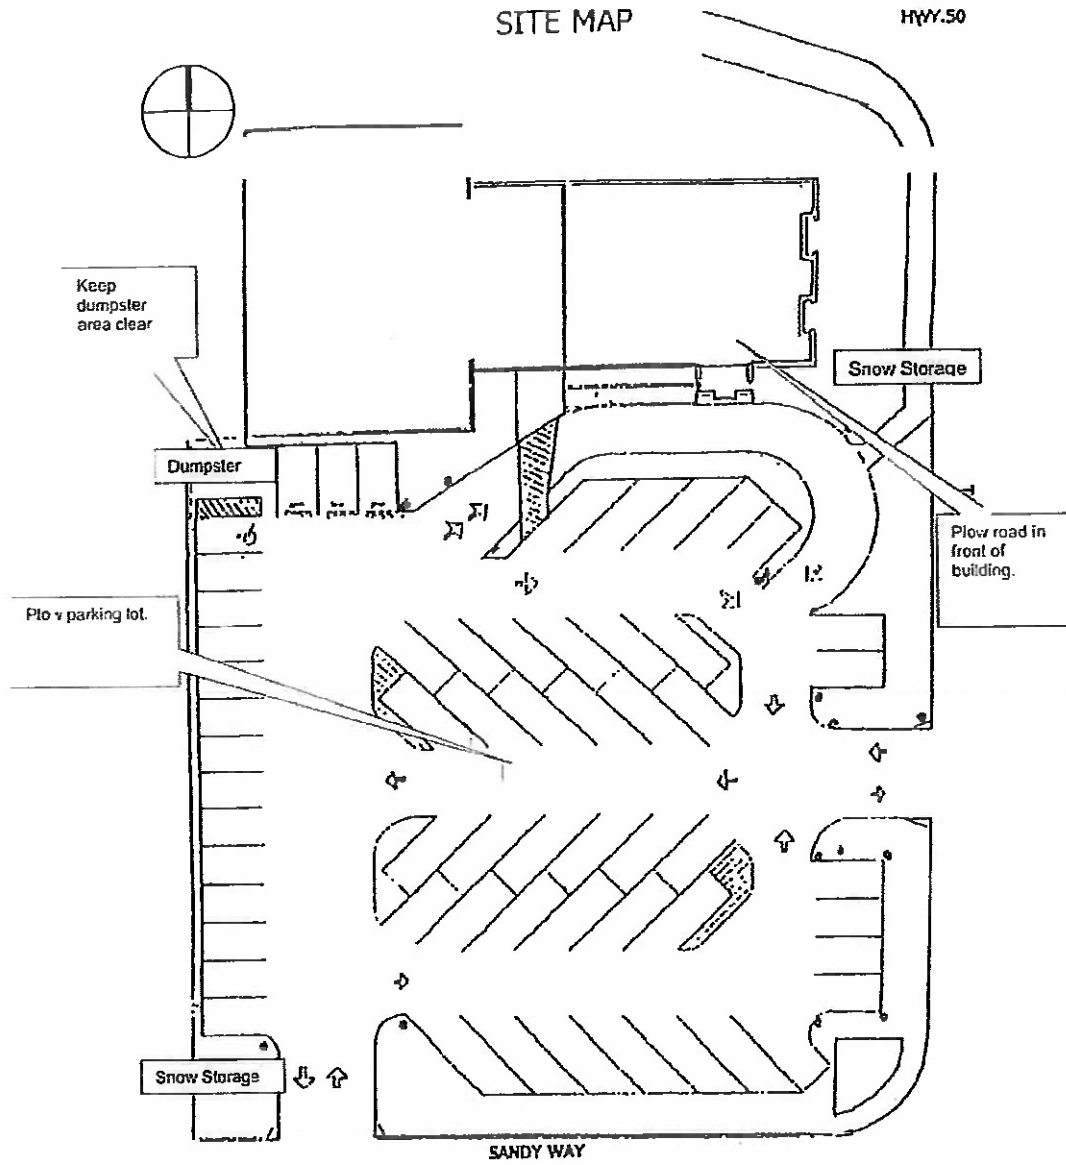 SITE MAP
HWY.50
Keep
dumpster
area clear
Snow Storage
Dumpster
Plow road in
front of
building.
Plow parking lot.
Snow Storage
SANDY WAY